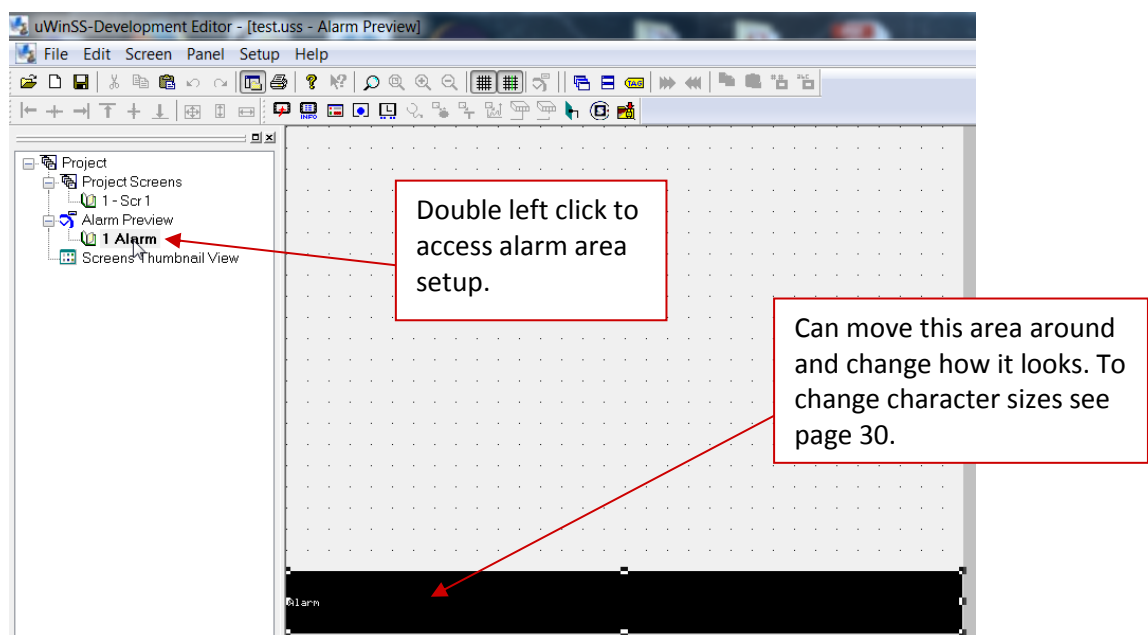 uWinSS-Development Editor - [test.uss - Alarm Preview]
File Edit Screen Panel Setup Help
TAG
INFO
Project
Project Screens
1 - Scr 1
Alarm Preview
1 Alarm
Screens Thumbnail View
Double left click to
access alarm area
setup.
Can move this area around
and change how it looks. To
change character sizes see
page 30.
Alarm